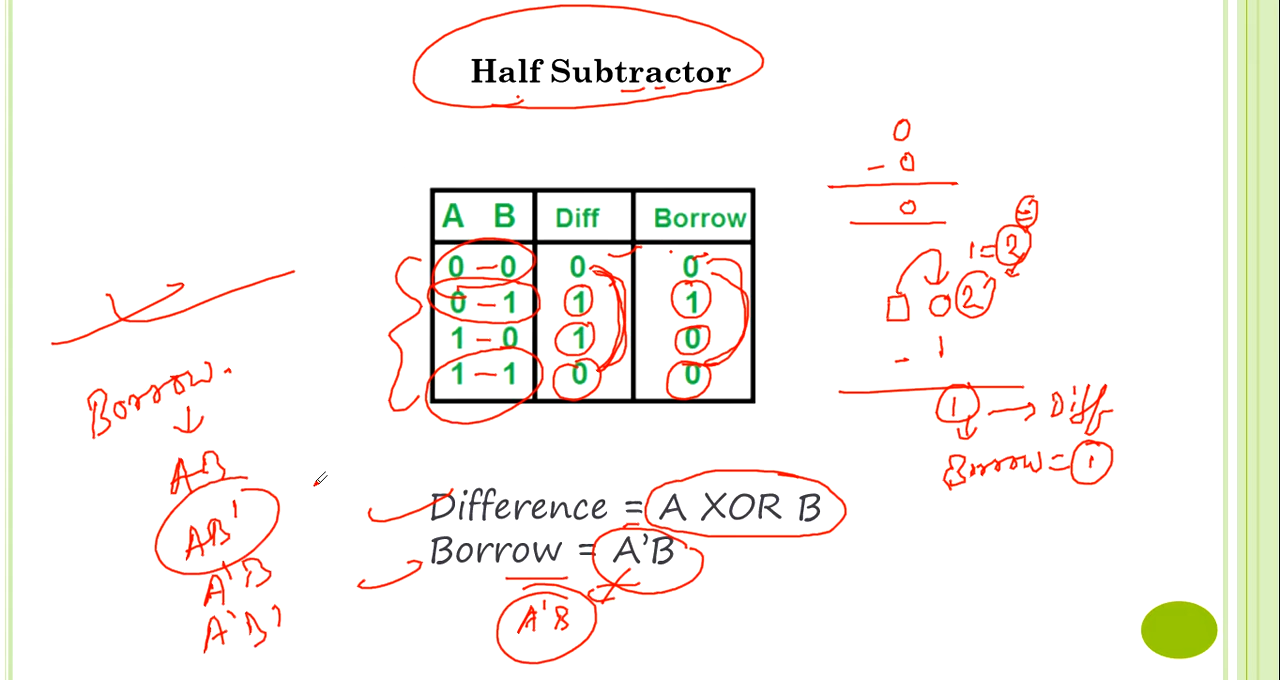 Half Subtractor
0
- 0
0
A B Diff Borrow
0 – 0 0 0
0 – 1 1 1
1 – 0 1 0
1 – 1 0 0
1 = 2
0 2
- 1
1 → Diff
Borrow = 1
Borrow.
AB
AB'
A'B
A'B'
Difference = A XOR B
Borrow = A'B
A'B